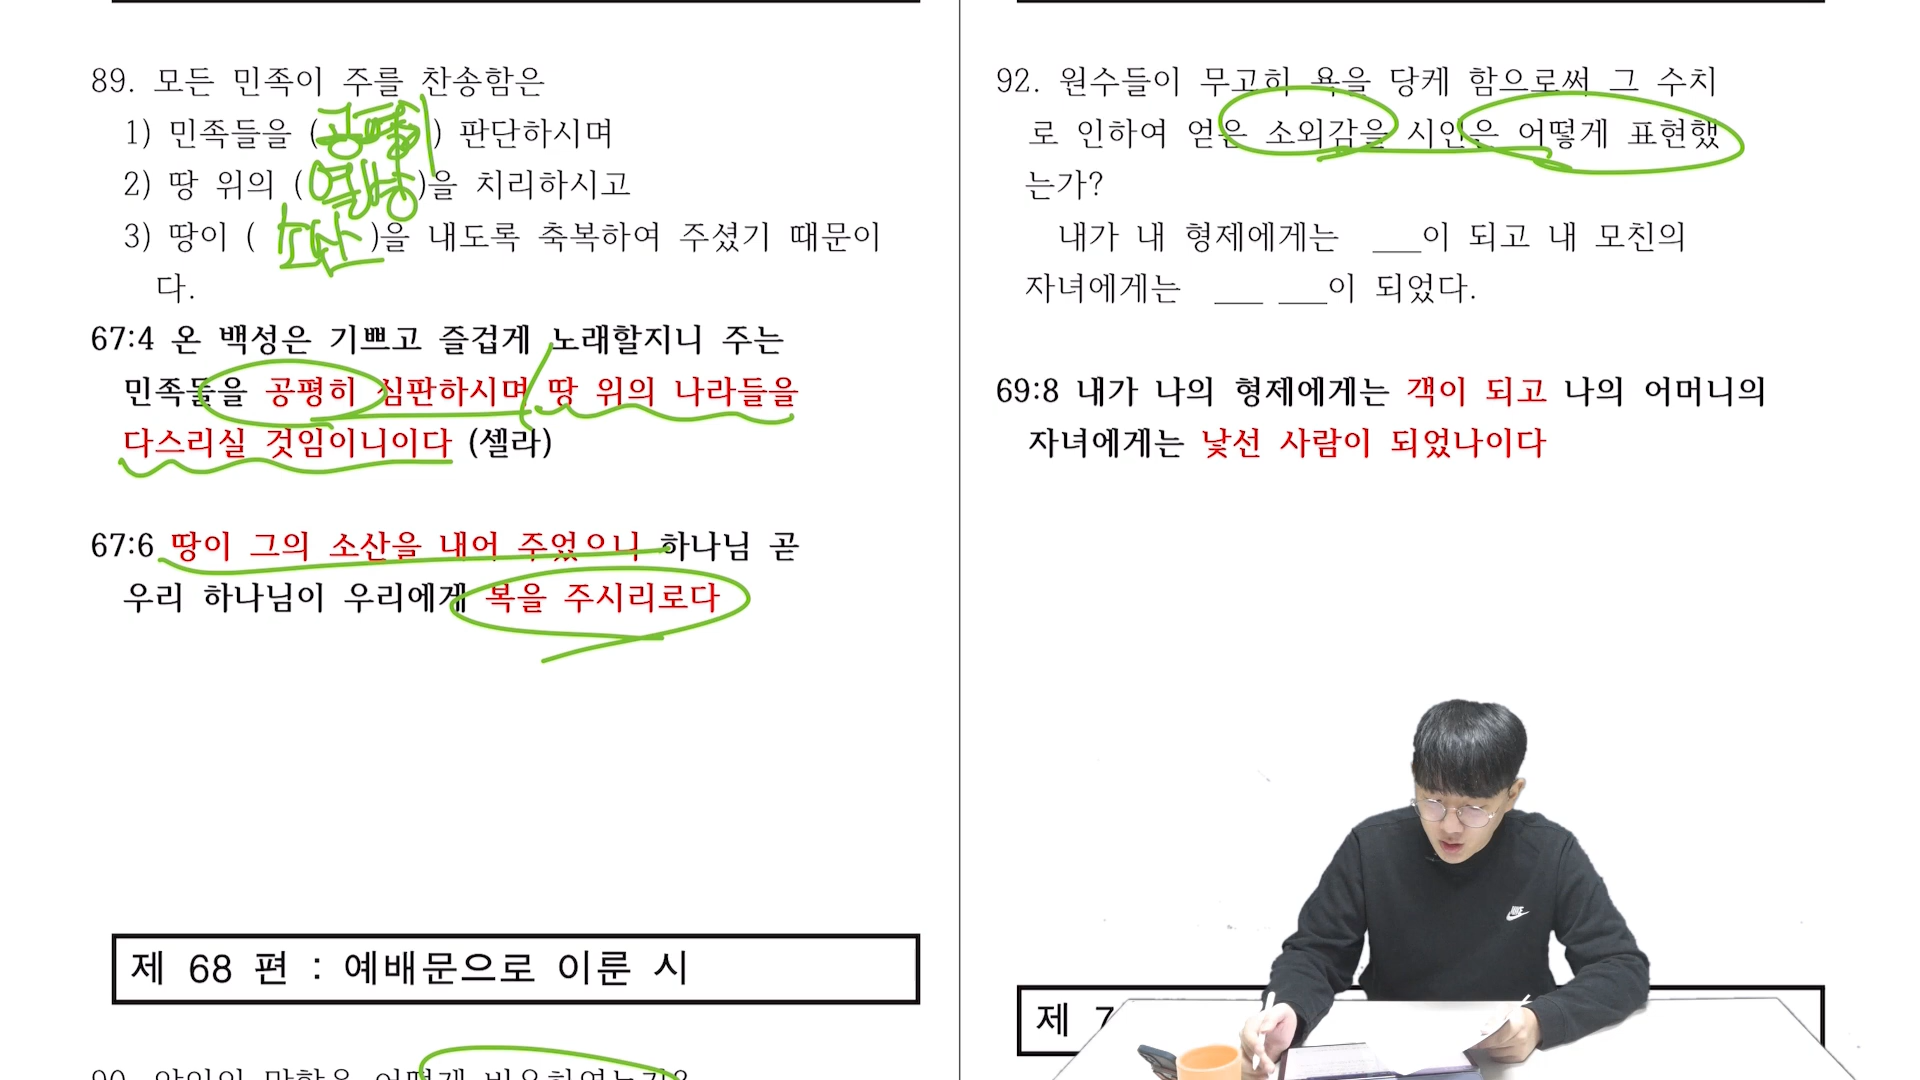 89. 모든 민족이 주를 찬송함은
1) 민족들을 (공평히) 판단하시며
2) 땅 위의 (열방)을 치리하시고
3) 땅이 ( 소산 )을 내도록 축복하여 주셨기 때문이
다.
67:4 온 백성은 기쁘고 즐겁게 노래할지니 주는
민족들을 공평히 심판하시며 땅 위의 나라들을
다스리실 것임이니이다 (셀라)
67:6 땅이 그의 소산을 내어 주었으니 하나님 곧
우리 하나님이 우리에게 복을 주시리로다
제 68 편 : 예배문으로 이룬 시
92. 원수들이 무고히 욕을 당케 함으로써 그 수치
로 인하여 얻은 소외감을 시인은 어떻게 표현했
는가?
내가 내 형제에게는 ___이 되고 내 모친의
자녀에게는 ___ ___이 되었다.
69:8 내가 나의 형제에게는 객이 되고 나의 어머니의
자녀에게는 낯선 사람이 되었나이다
제 7
NIKE